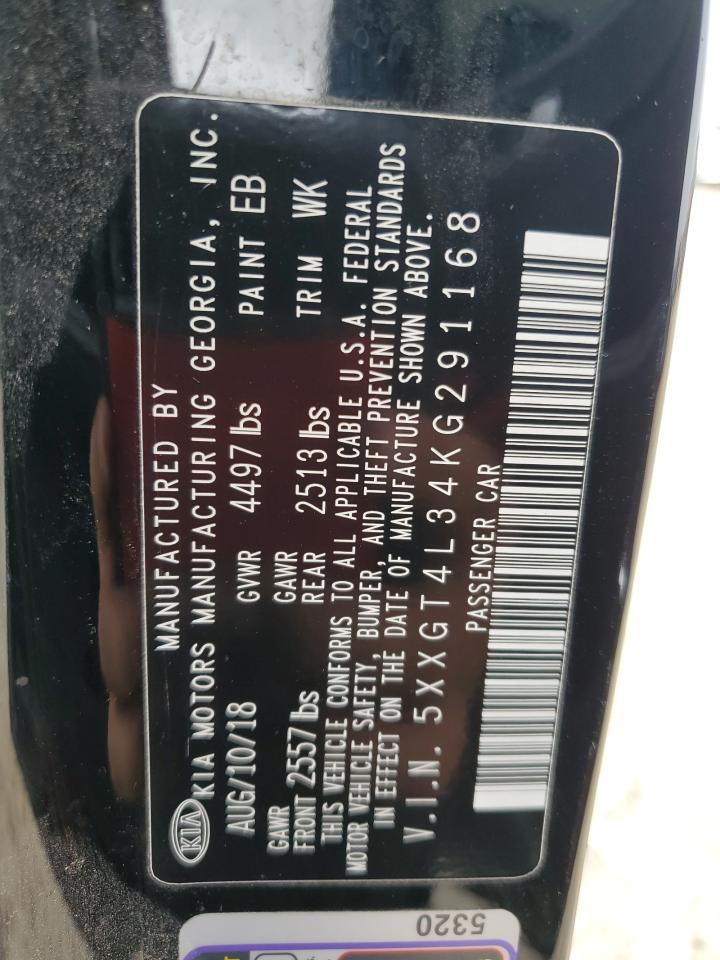 MANUFACTURED BY
KIA KIA MOTORS MANUFACTURING GEORGIA, INC.
AUG/10/18 GVWR 4497 lbs PAINT EB
GAWR GAWR
FRONT 2557 lbs REAR 2513 lbs TRIM WK
THIS VEHICLE CONFORMS TO ALL APPLICABLE U.S.A. FEDERAL
MOTOR VEHICLE SAFETY, BUMPER, AND THEFT PREVENTION STANDARDS
IN EFFECT ON THE DATE OF MANUFACTURE SHOWN ABOVE.
V.I.N. 5XXGT4L34KG291168
PASSENGER CAR
5320